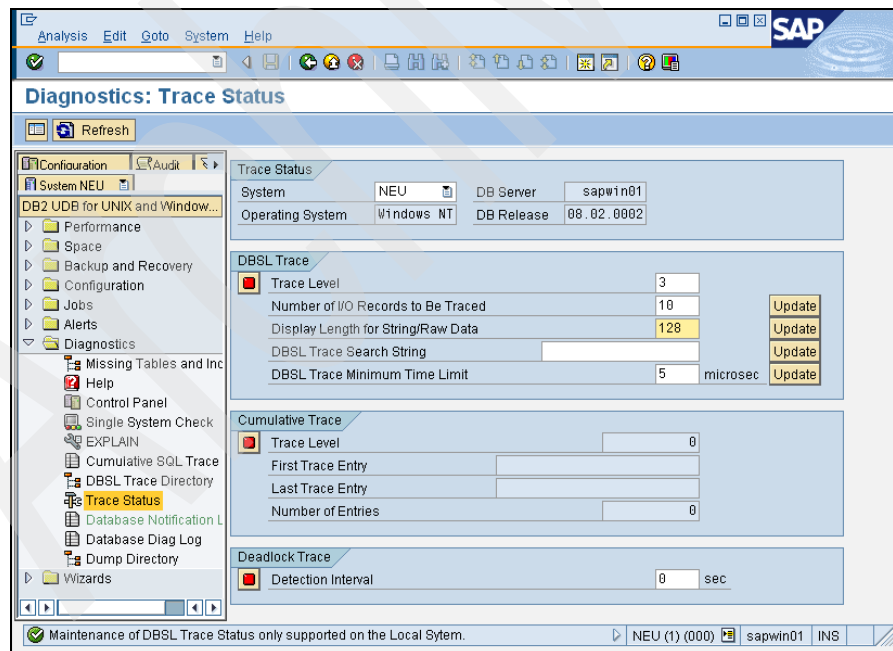 Analysis Edit Goto System Help
SAP
Diagnostics: Trace Status
Refresh
Configuration Audit
System NEU
DB2 UDB for UNIX and Window...
Performance
Space
Backup and Recovery
Configuration
Jobs
Alerts
Diagnostics
Missing Tables and Inc
Help
Control Panel
Single System Check
EXPLAIN
Cumulative SQL Trace
DBSL Trace Directory
Trace Status
Database Notification L
Database Diag Log
Dump Directory
Wizards
Trace Status
System NEU DB Server sapwin01
Operating System Windows NT DB Release 08.02.0002
DBSL Trace
Trace Level 3
Number of I/O Records to Be Traced 10 Update
Display Length for String/Raw Data 128 Update
DBSL Trace Search String Update
DBSL Trace Minimum Time Limit 5 microsec Update
Cumulative Trace
Trace Level 0
First Trace Entry
Last Trace Entry
Number of Entries 0
Deadlock Trace
Detection Interval 0 sec
Maintenance of DBSL Trace Status only supported on the Local Sytem. NEU (1) (000) sapwin01 INS